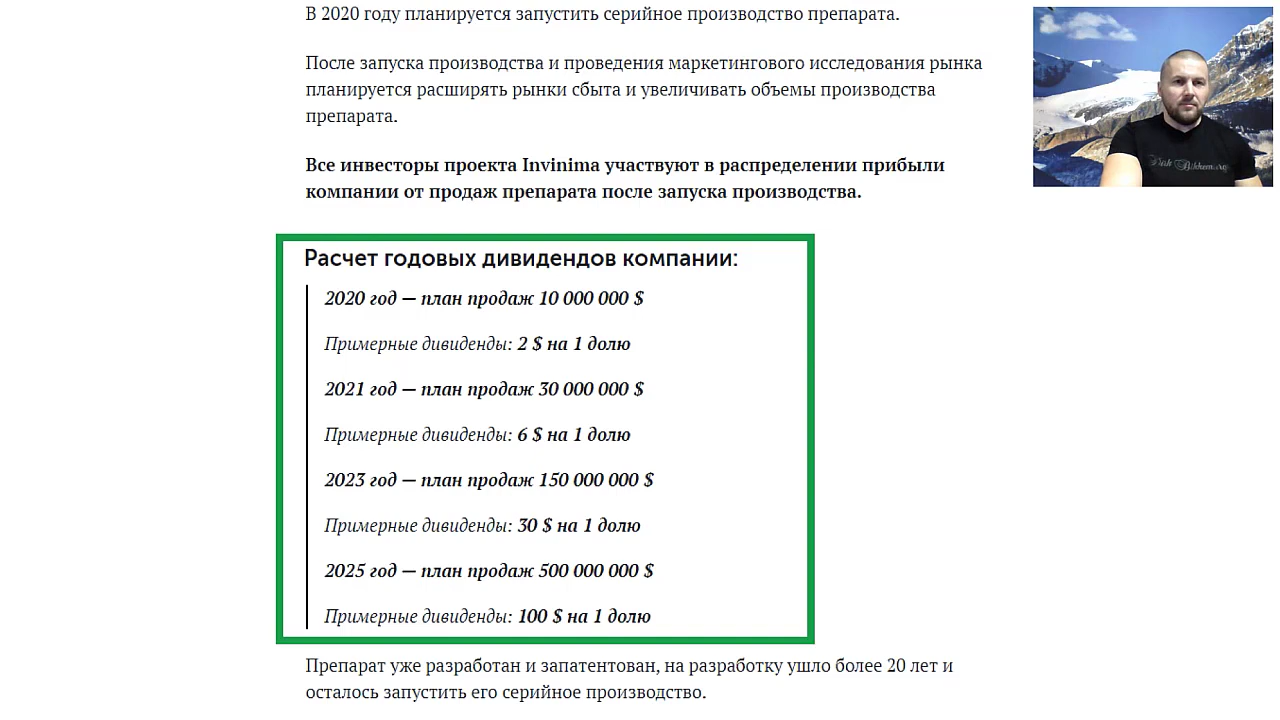 В 2020 году планируется запустить серийное производство препарата.
После запуска производства и проведения маркетингового исследования рынка
планируется расширять рынки сбыта и увеличивать объемы производства
препарата.
Все инвесторы проекта Invinima участвуют в распределении прибыли
компании от продаж препарата после запуска производства.
Расчет годовых дивидендов компании:
2020 год — план продаж 10 000 000 $
Примерные дивиденды: 2 $ на 1 долю
2021 год — план продаж 30 000 000 $
Примерные дивиденды: 6 $ на 1 долю
2023 год — план продаж 150 000 000 $
Примерные дивиденды: 30 $ на 1 долю
2025 год — план продаж 500 000 000 $
Примерные дивиденды: 100 $ на 1 долю
Препарат уже разработан и запатентован, на разработку ушло более 20 лет и
осталось запустить его серийное производство.